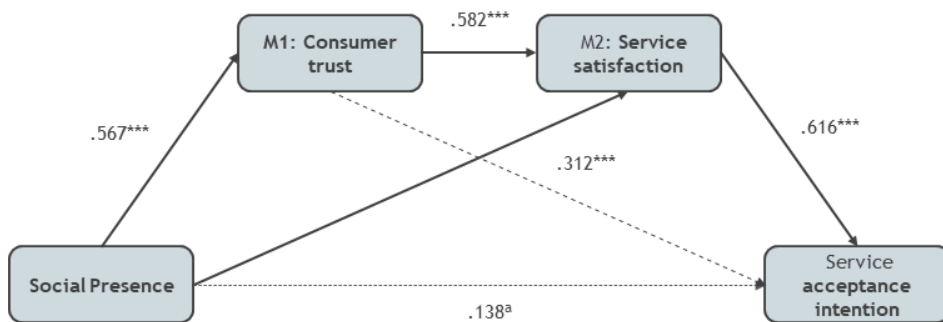 .582***
M1: Consumer
trust
M2: Service
satisfaction
.567***
.616***
.312***
Social Presence
Service
acceptance
intention
.138ª